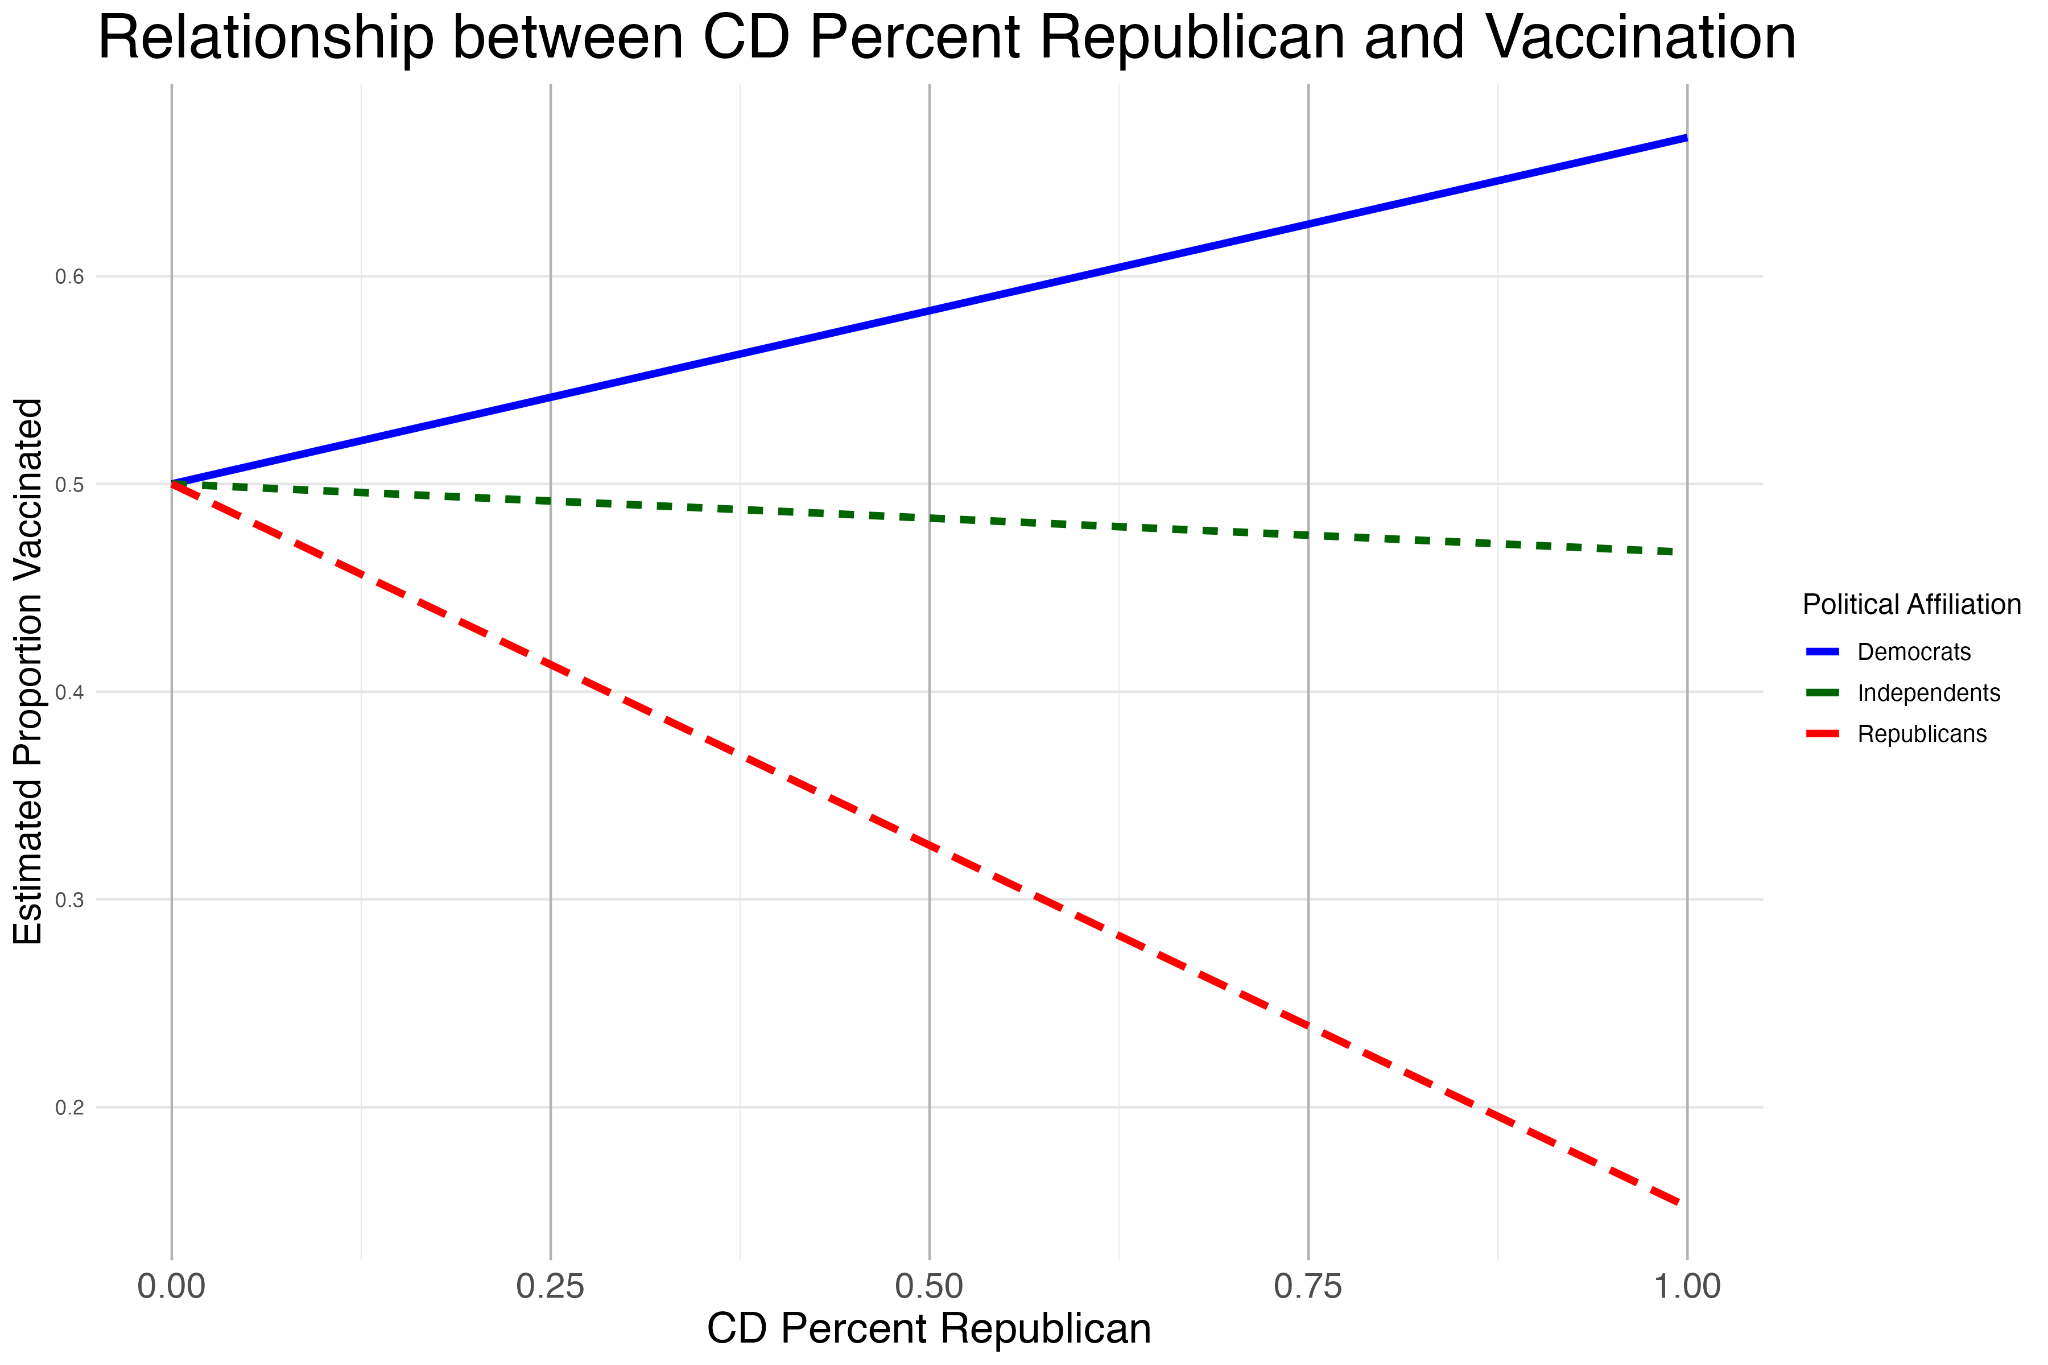 Relationship between CD Percent Republican and Vaccination
Estimated Proportion Vaccinated
0.6
0.5
0.4
0.3
0.2
0.00 0.25 0.50 0.75 1.00
CD Percent Republican
Political Affiliation
Democrats
Independents
Republicans